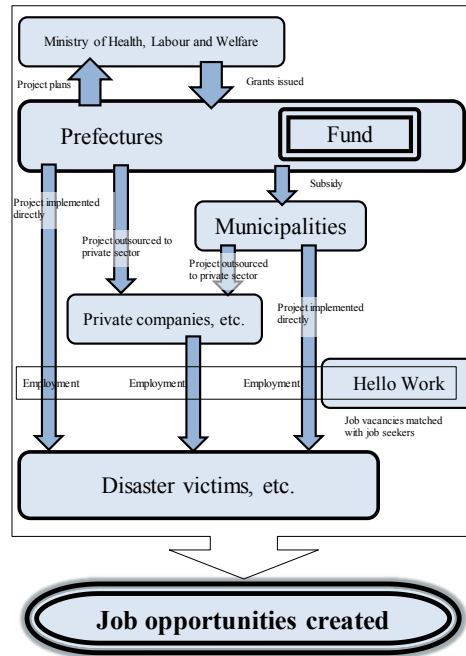 Ministry of Health, Labour and Welfare
Project plans
Grants issued
Prefectures
Fund
Project implemented
directly
Subsidy
Municipalities
Project outsourced to
private sector
Project outsourced
to private sector
Project implemented
directly
Private companies, etc.
Employment
Employment
Employment
Hello Work
Job vacancies matched
with job seekers
Disaster victims, etc.
Job opportunities created